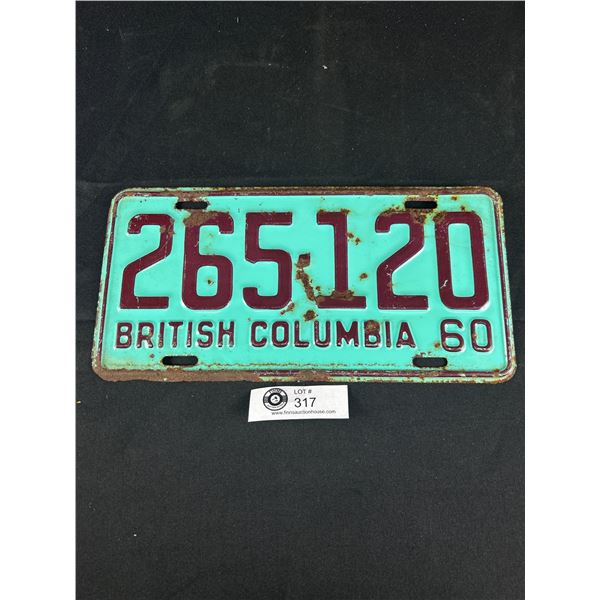 265·120
BRITISH COLUMBIA 60
LOT #
317
www.finnsauctionhouse.com